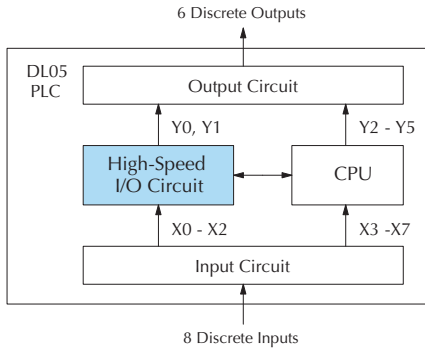 6 Discrete Outputs
DL05
PLC
Output Circuit
Y0, Y1
Y2 - Y5
High-Speed
I/O Circuit
CPU
X0 - X2
X3 -X7
Input Circuit
8 Discrete Inputs